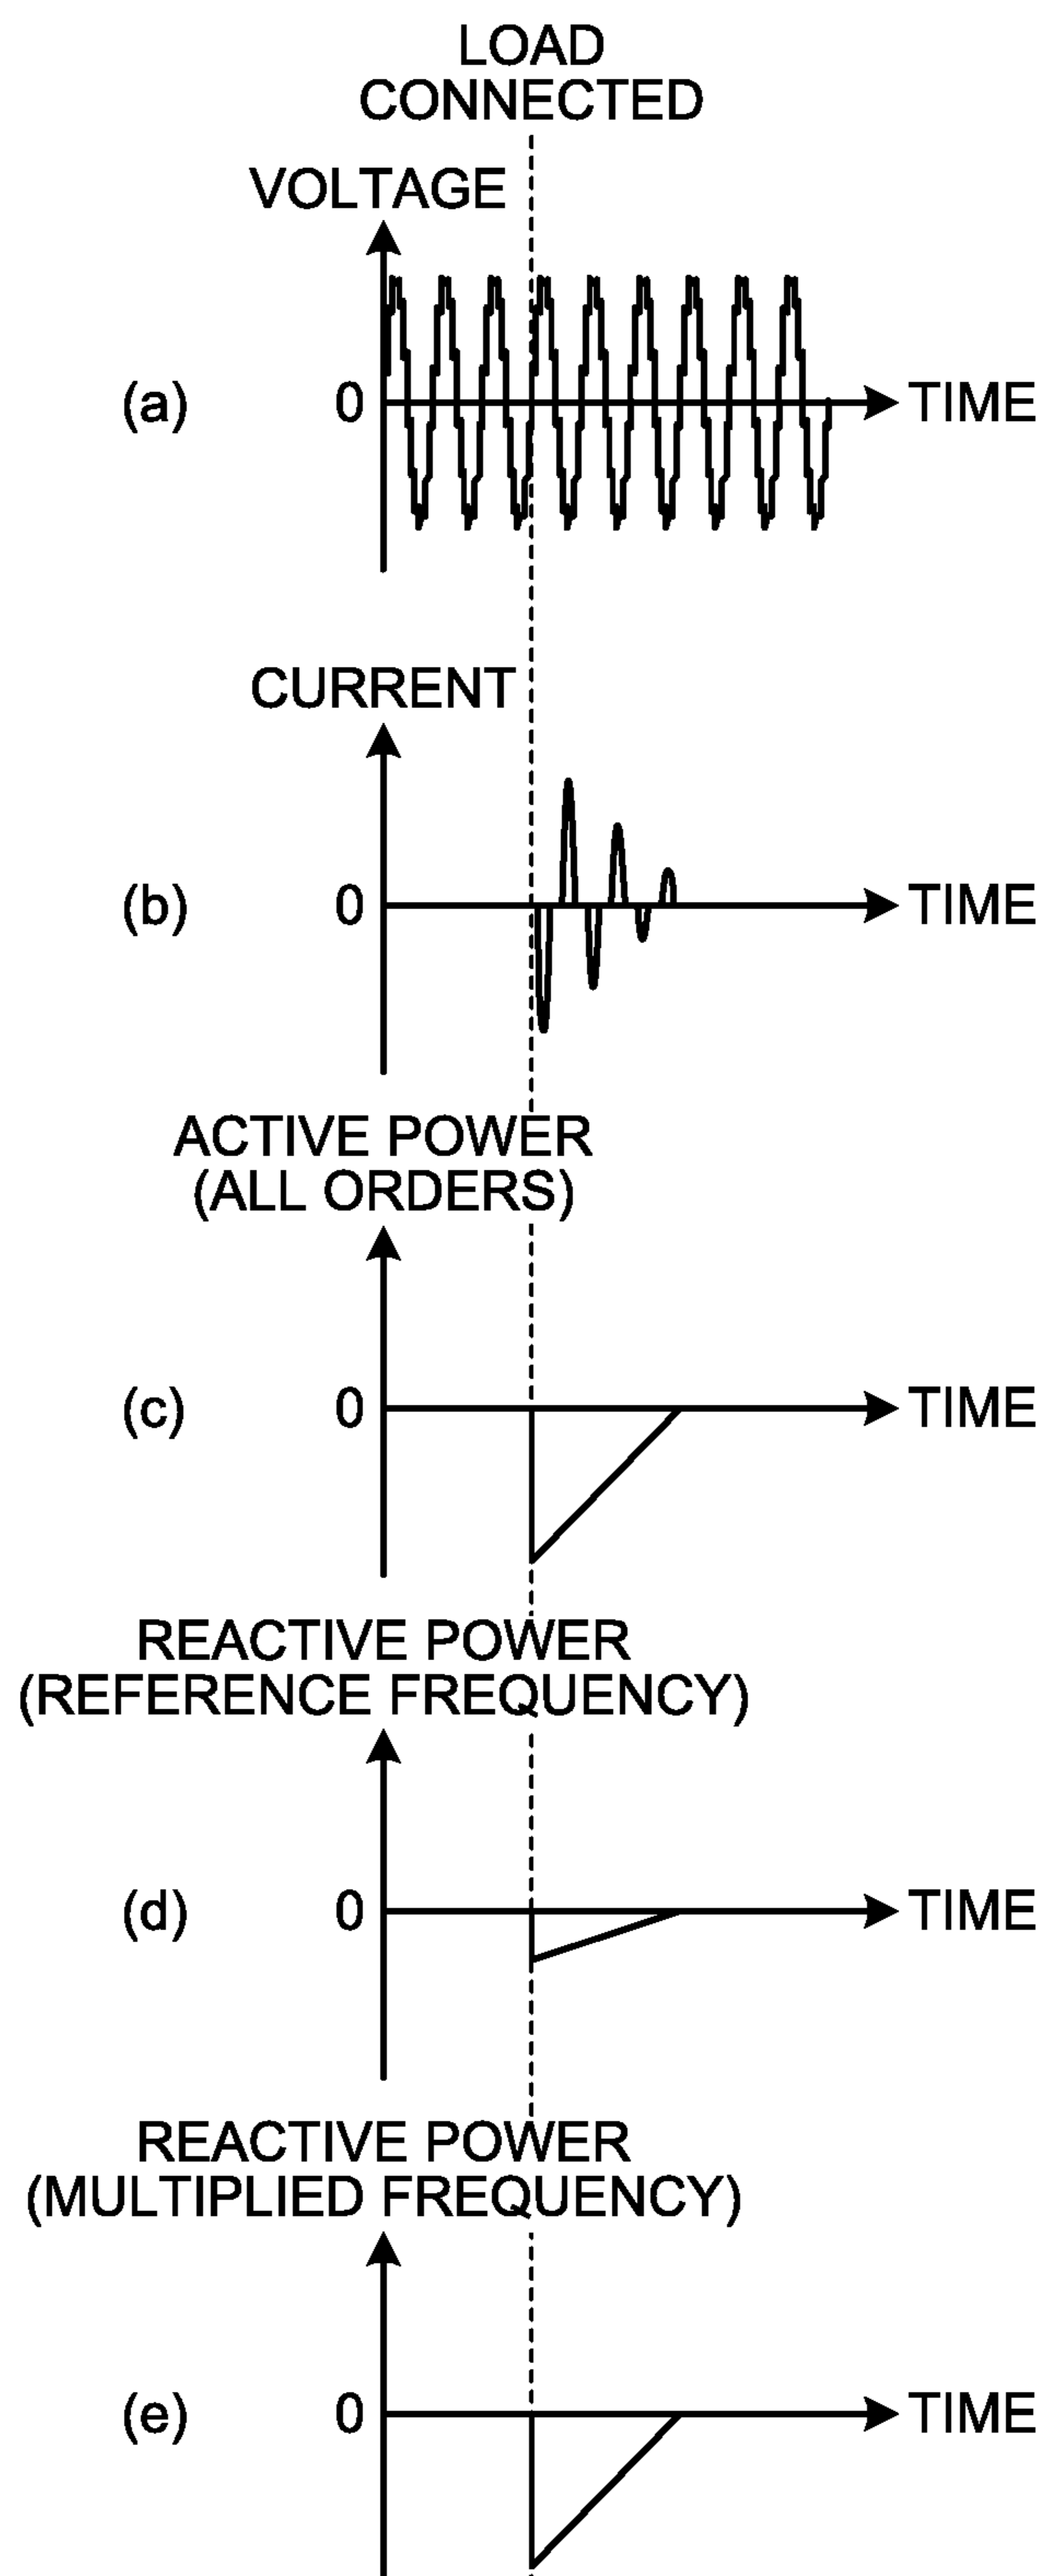 LOAD
CONNECTED
VOLTAGE
(a)
0
TIME
CURRENT
(b)
0
TIME
ACTIVE POWER
(ALL ORDERS)
(c)
0
TIME
REACTIVE POWER
(REFERENCE FREQUENCY)
(d)
0
TIME
REACTIVE POWER
(MULTIPLIED FREQUENCY)
(e)
0
TIME